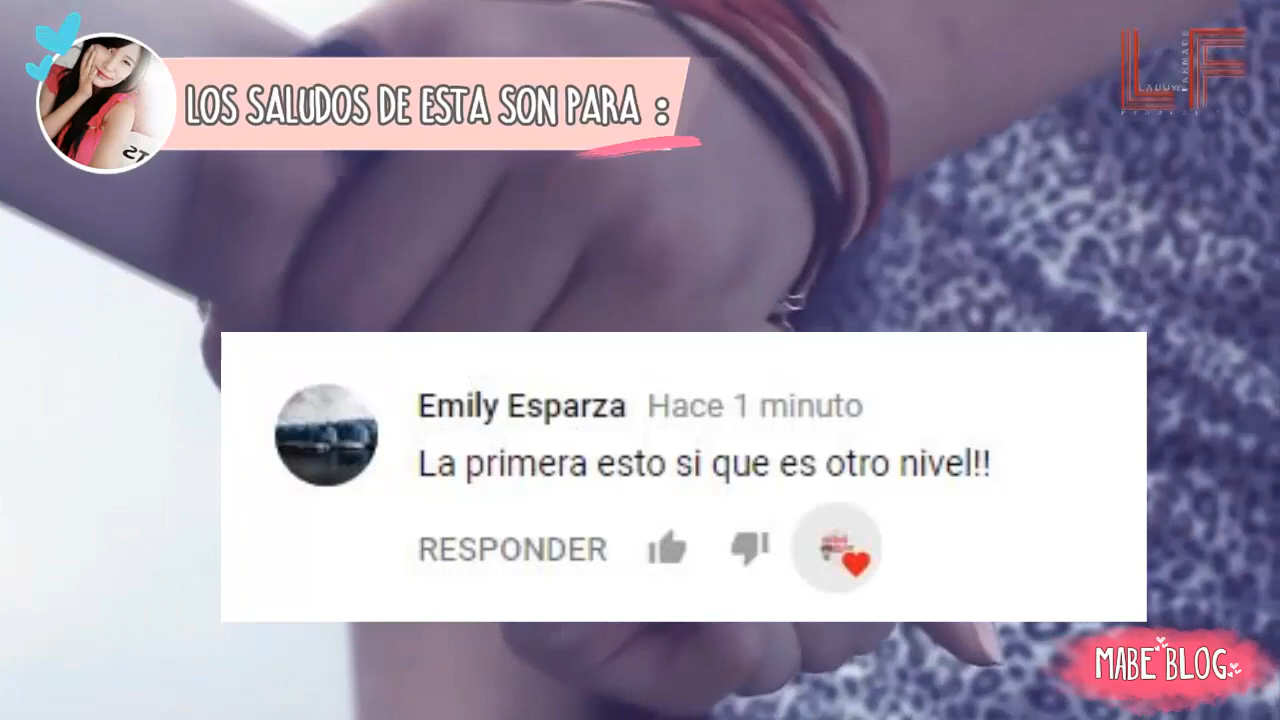 LOS SALUDOS DE ESTA SON PARA :
LF
Emily Esparza Hace 1 minuto
La primera esto si que es otro nivel!!
RESPONDER
MABE BLOG